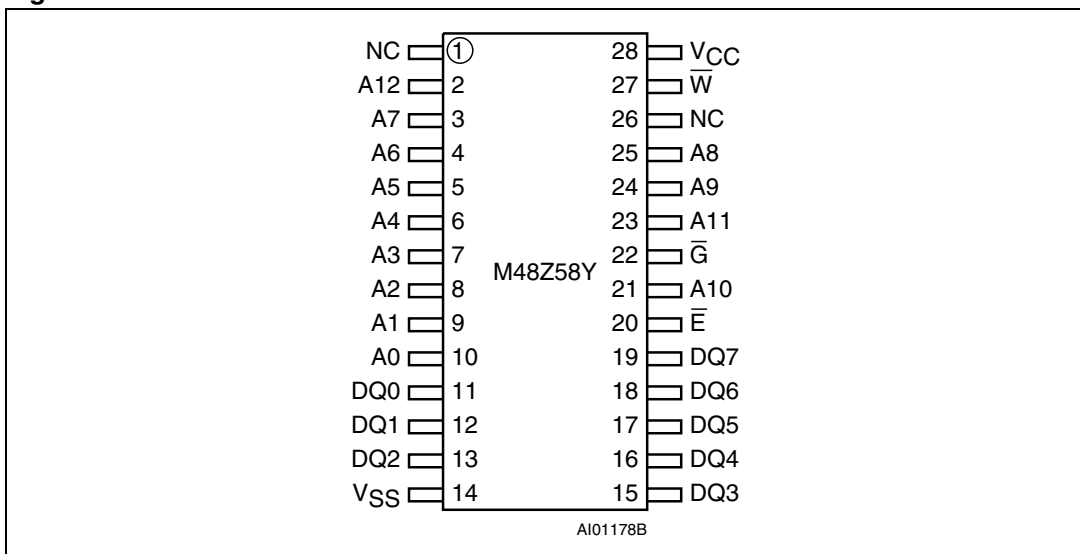 NC 1 28 VCC
A12 2 27 W̅
A7 3 26 NC
A6 4 25 A8
A5 5 24 A9
A4 6 23 A11
A3 7 22 G̅
M48Z58Y
A2 8 21 A10
A1 9 20 E̅
A0 10 19 DQ7
DQ0 11 18 DQ6
DQ1 12 17 DQ5
DQ2 13 16 DQ4
VSS 14 15 DQ3
AI01178B